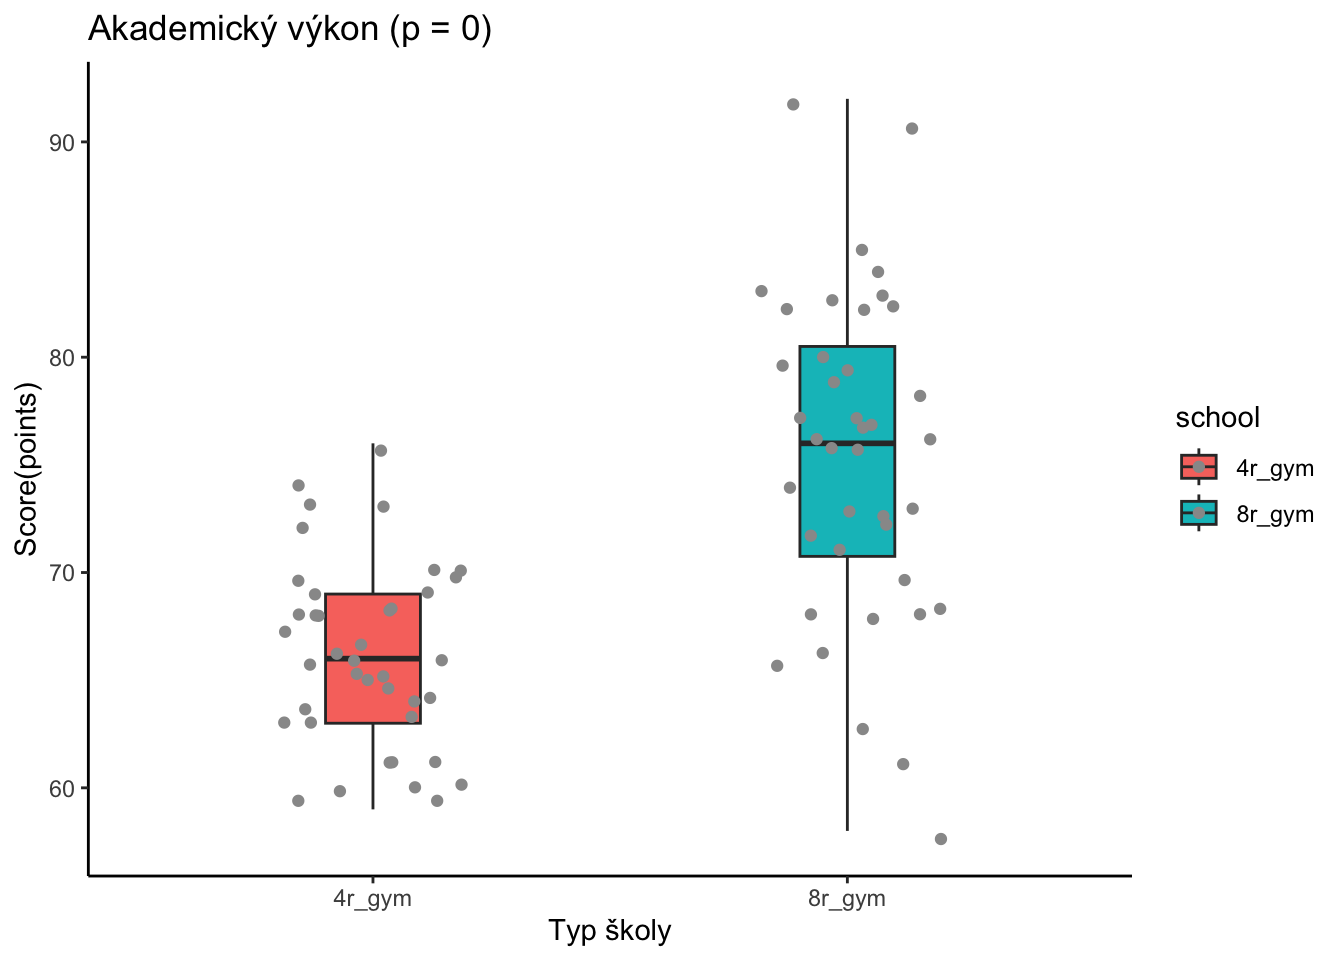 Akademický výkon (p = 0)
Score(points)
90
80
70
60
4r_gym
8r_gym
Typ školy
school
4r_gym
8r_gym